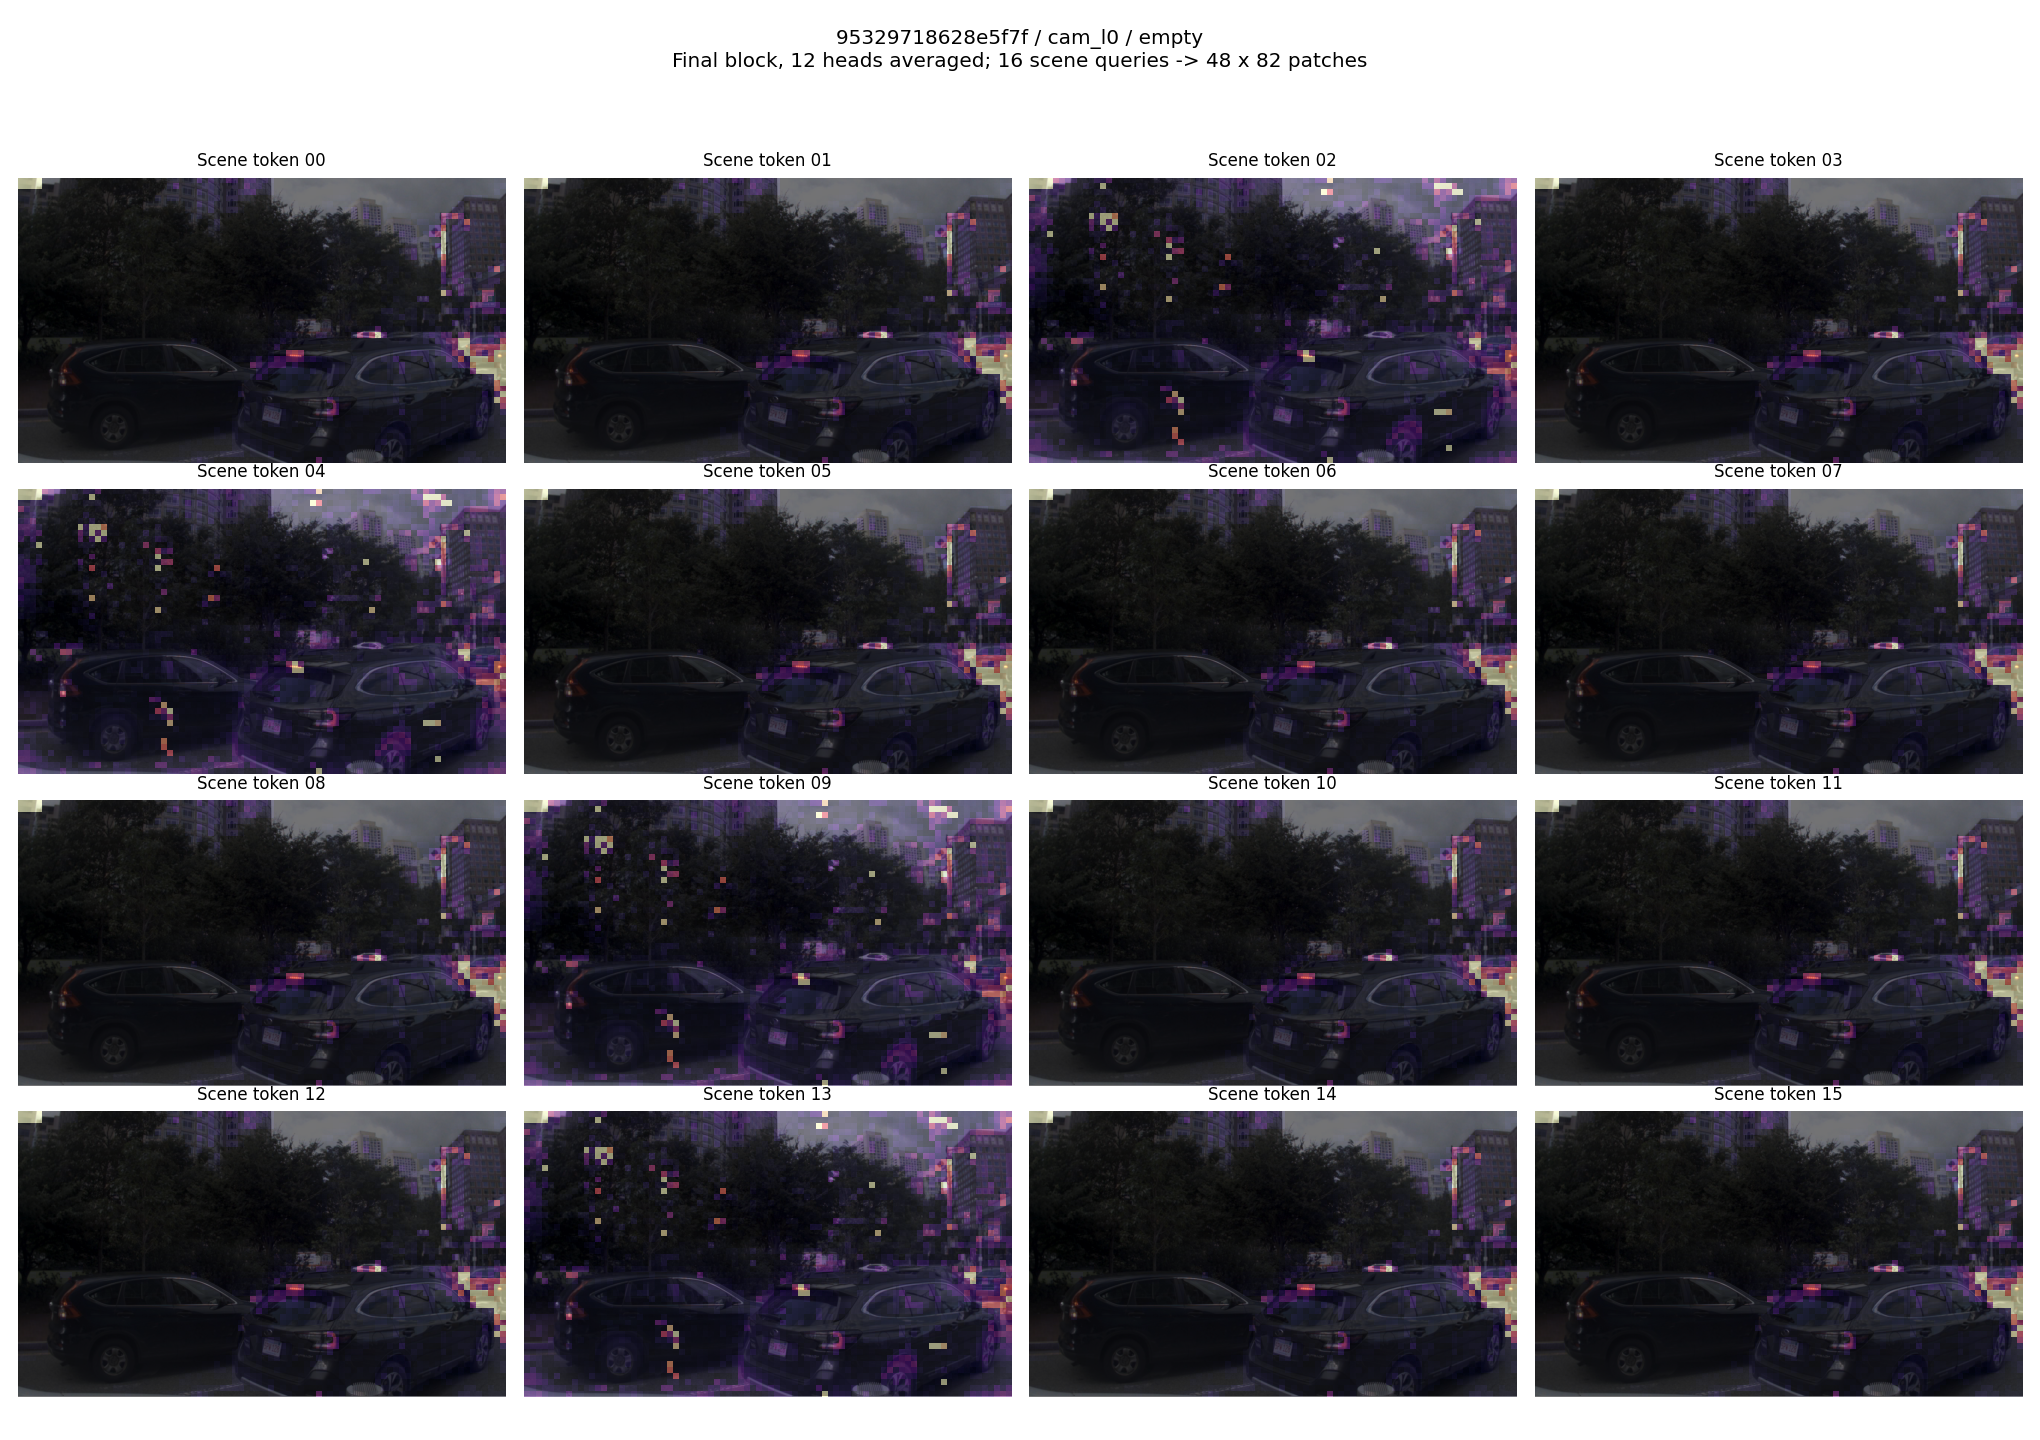 95329718628e5f7f / cam_l0 / empty
Final block, 12 heads averaged; 16 scene queries -> 48 x 82 patches
Scene token 00
Scene token 01
Scene token 02
Scene token 03
Scene token 04
Scene token 05
Scene token 06
Scene token 07
Scene token 08
Scene token 09
Scene token 10
Scene token 11
Scene token 12
Scene token 13
Scene token 14
Scene token 15